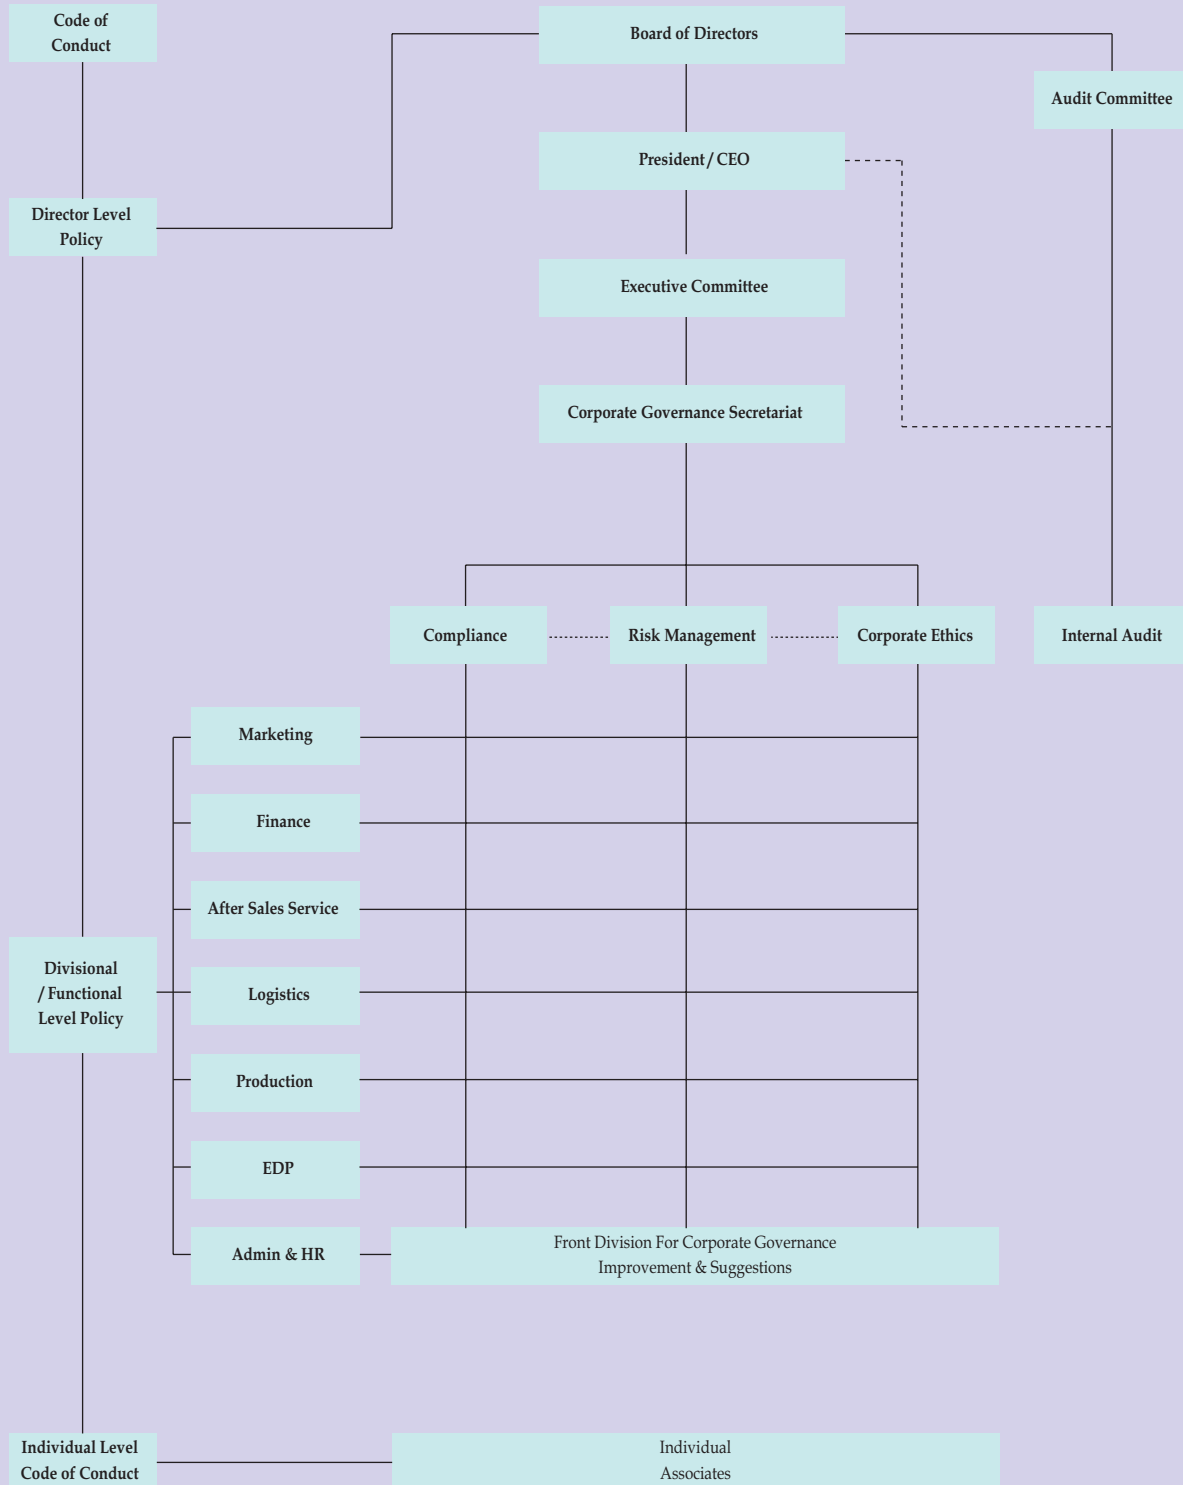 Code of
Conduct
Board of Directors
Audit Committee
President / CEO
Director Level
Policy
Executive Committee
Corporate Governance Secretariat
Compliance
Risk Management
Corporate Ethics
Internal Audit
Marketing
Finance
After Sales Service
Divisional
/ Functional
Level Policy
Logistics
Production
EDP
Admin & HR
Front Division For Corporate Governance
Improvement & Suggestions
Individual Level
Code of Conduct
Individual
Associates